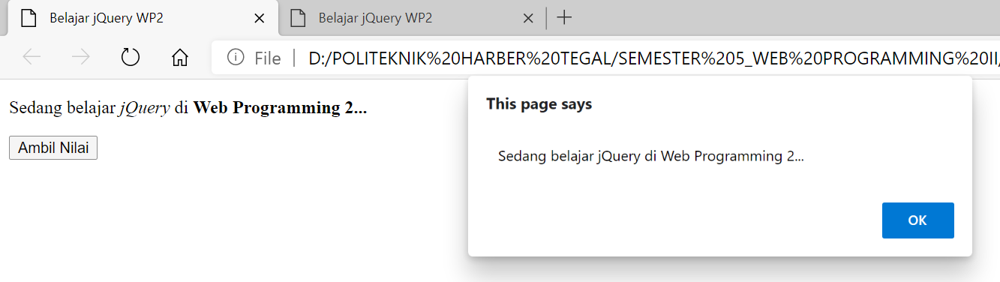 Belajar jQuery WP2
Belajar jQuery WP2
File
D:/POLITEKNIK%20HARBER%20TEGAL/SEMESTER%205_WEB%20PROGRAMMING%20II/
This page says
Sedang belajar jQuery di Web Programming 2...
Ambil Nilai
Sedang belajar jQuery di Web Programming 2...
OK